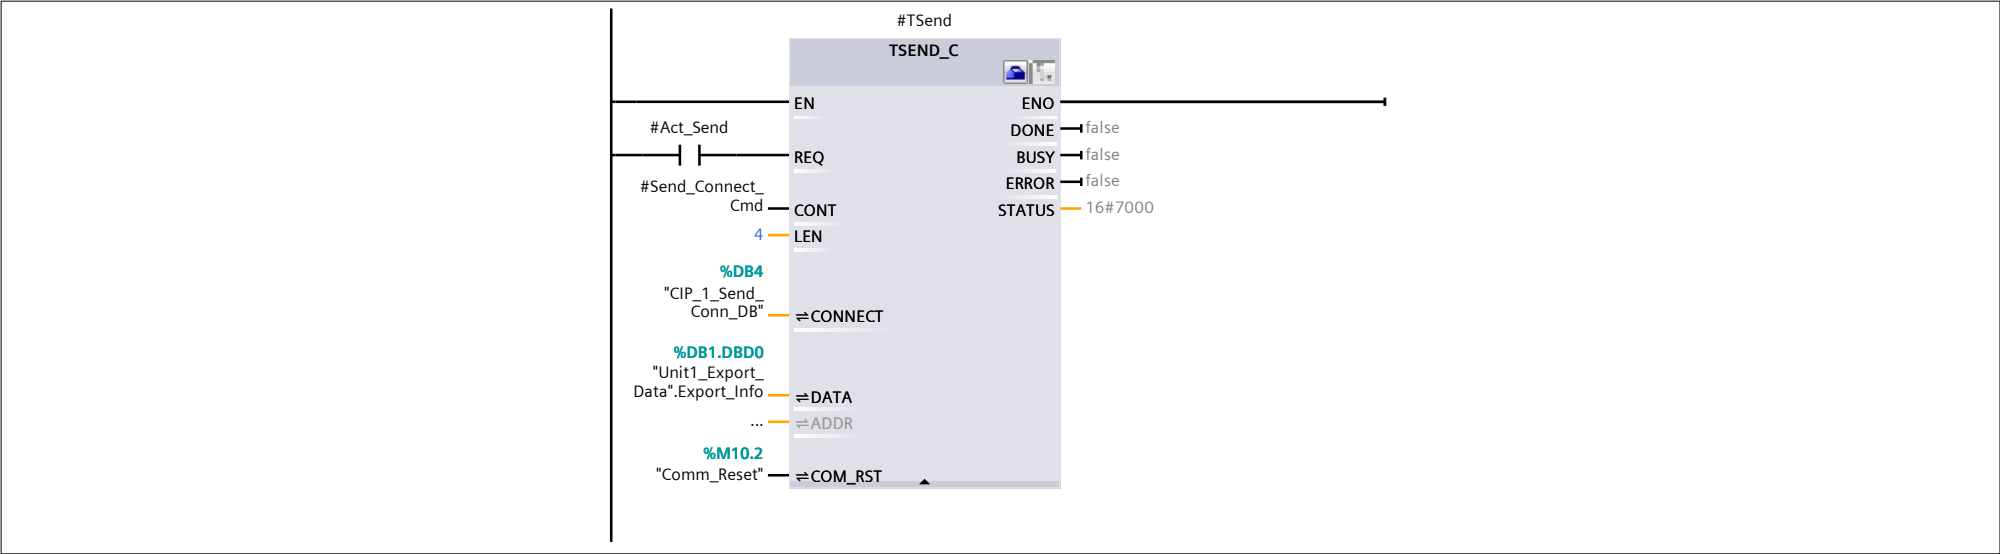 #TSend
TSEND_C
EN
ENO
#Act_Send
DONE
false
REQ
BUSY
false
#Send_Connect_
Cmd
CONT
ERROR
false
STATUS
16#7000
4
LEN
%DB4
"CIP_1_Send_
Conn_DB"
⇌CONNECT
%DB1.DBD0
"Unit1_Export_
Data".Export_Info
⇌DATA
...
⇌ADDR
%M10.2
"Comm_Reset"
⇌COM_RST